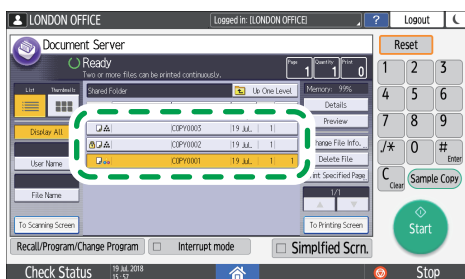 LONDON OFFICE
Logged in: [LONDON OFFICE]
?
Logout
Document Server
Reset
Ready
Two or more files can be printed continuously.
Page
1
Quantity
1
Print
0
1 2 3
List Thumbnails
Shared Folder
Up One Level
Memory: 99%
4 5 6
Details
Display All
Preview
7 8 9
COPY0003 19 JUL. 1
COPY0002 19 JUL. 1
hange File Info.
./* 0 #
Enter
User Name
COPY0001 19 JUL. 1 1
Delete File
int Specified Page
C
Clear
Sample Copy
File Name
1/1
To Scanning Screen
To Printing Screen
Start
Recall/Program/Change Program
Interrupt mode
Simplfied Scrn.
Check Status
19 JUL 2018
15:57
Stop